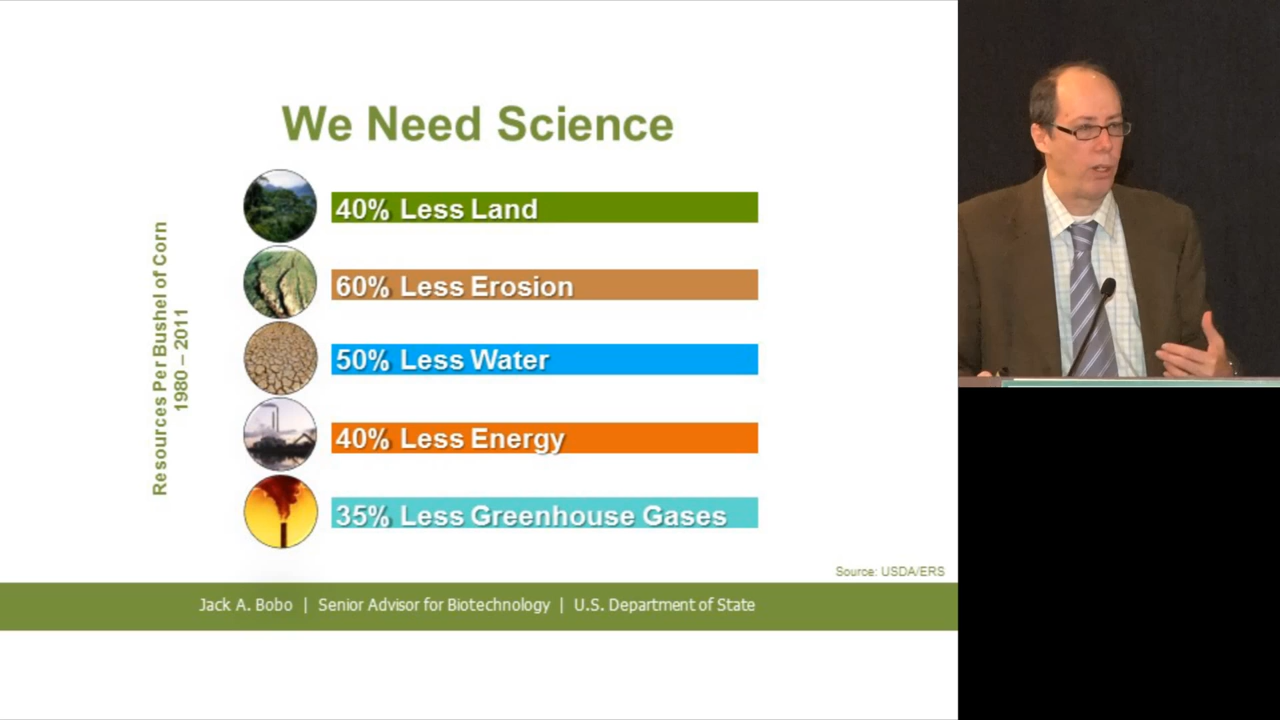 We Need Science
Resources Per Bushel of Corn
1980 – 2011
40% Less Land
60% Less Erosion
50% Less Water
40% Less Energy
35% Less Greenhouse Gases
Source: USDA/ERS
Jack A. Bobo | Senior Advisor for Biotechnology | U.S. Department of State